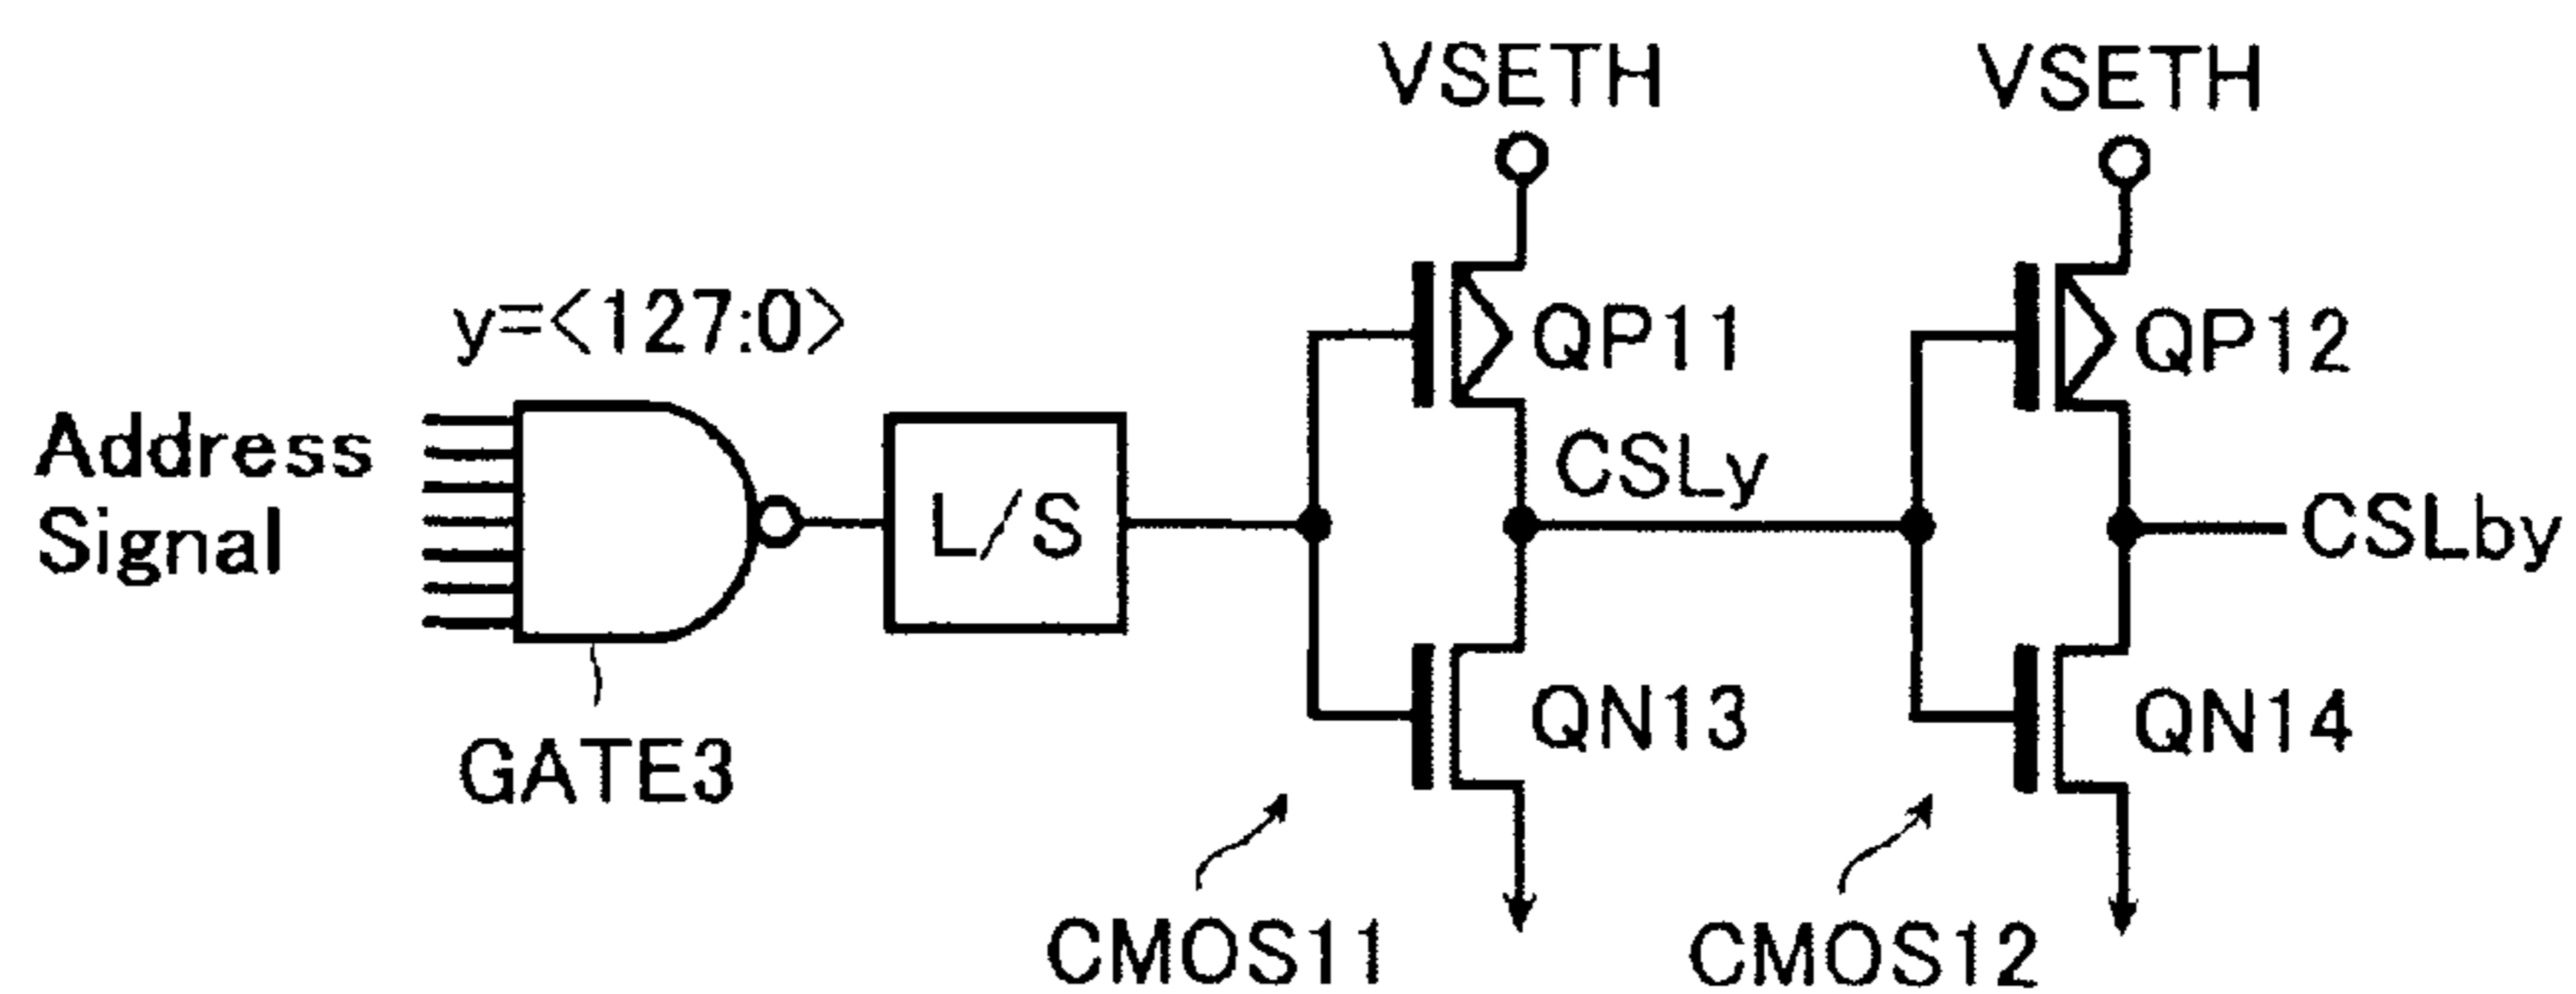 VSETH
VSETH
y=<127:0>
QP11
QP12
Address
Signal
L/S
CSLy
CSLby
QN13
QN14
GATE3
CMOS11
CMOS12